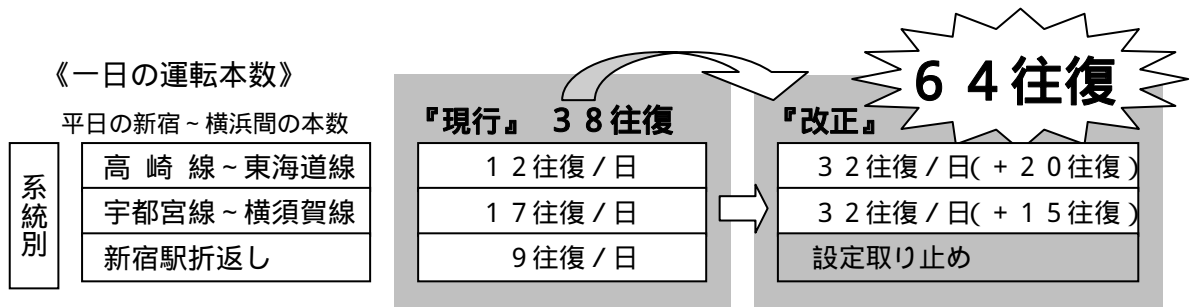 《一日の運転本数》
平日の新宿~横浜間の本数
『現行』 38往復
『改正』
64往復
系統別
高崎線~東海道線
12往復/日
32往復/日(+20往復)
宇都宮線~横須賀線
17往復/日
32往復/日(+15往復)
新宿駅折返し
9往復/日
設定取り止め